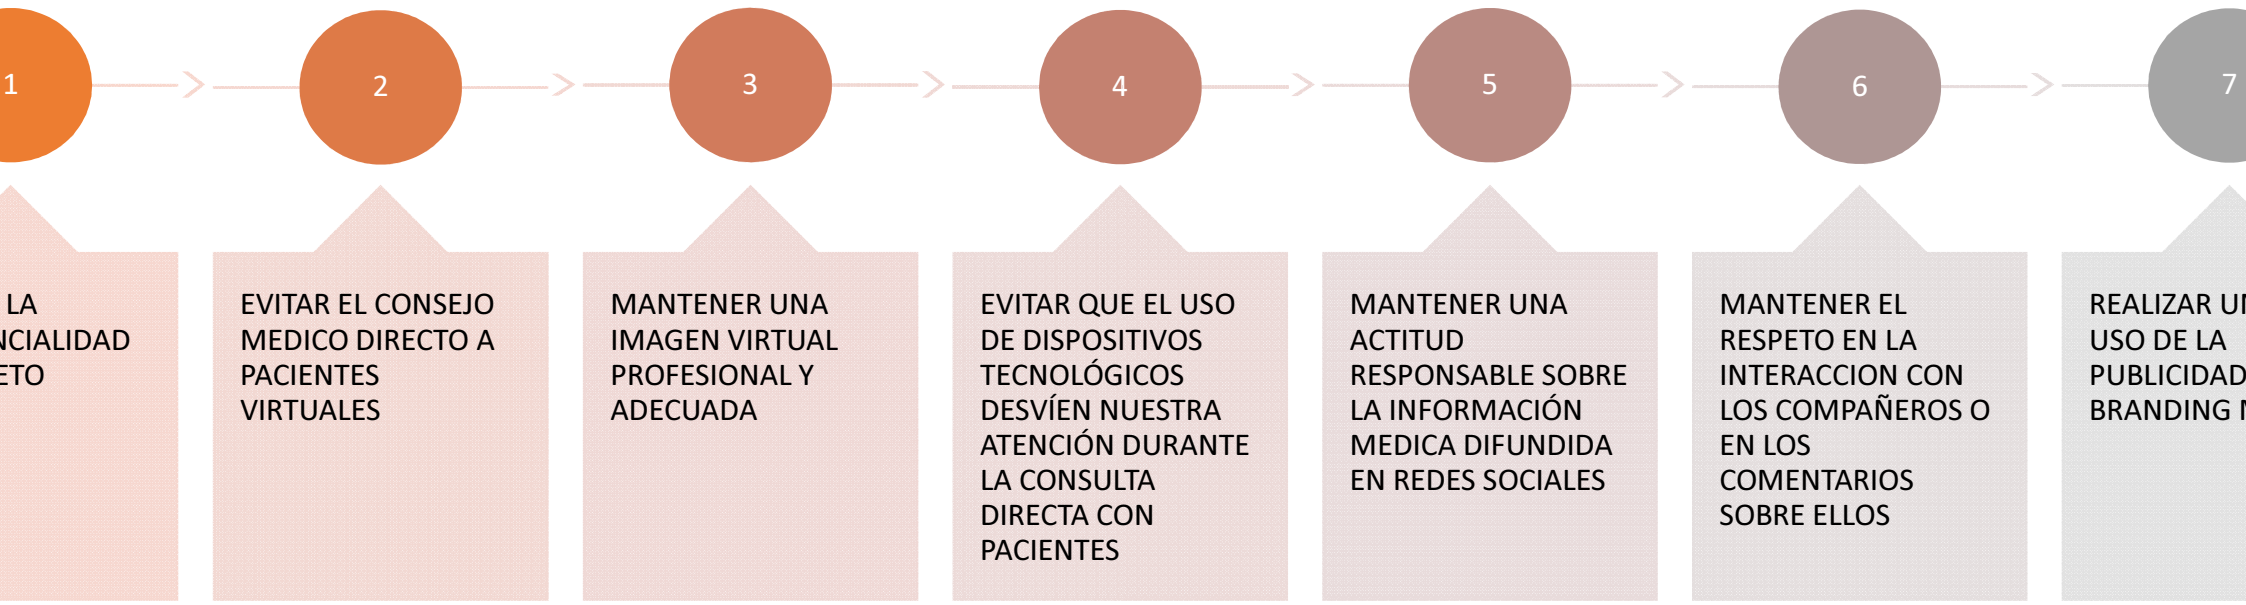 1
2
3
4
5
6
7
LA
NCIALIDAD
ETO
EVITAR EL CONSEJO
MEDICO DIRECTO A
PACIENTES
VIRTUALES
MANTENER UNA
IMAGEN VIRTUAL
PROFESIONAL Y
ADECUADA
EVITAR QUE EL USO
DE DISPOSITIVOS
TECNOLÓGICOS
DESVÍEN NUESTRA
ATENCIÓN DURANTE
LA CONSULTA
DIRECTA CON
PACIENTES
MANTENER UNA
ACTITUD
RESPONSABLE SOBRE
LA INFORMACIÓN
MEDICA DIFUNDIDA
EN REDES SOCIALES
MANTENER EL
RESPETO EN LA
INTERACCION CON
LOS COMPAÑEROS O
EN LOS
COMENTARIOS
SOBRE ELLOS
REALIZAR
USO DE LA
PUBLICIDAD
BRANDING